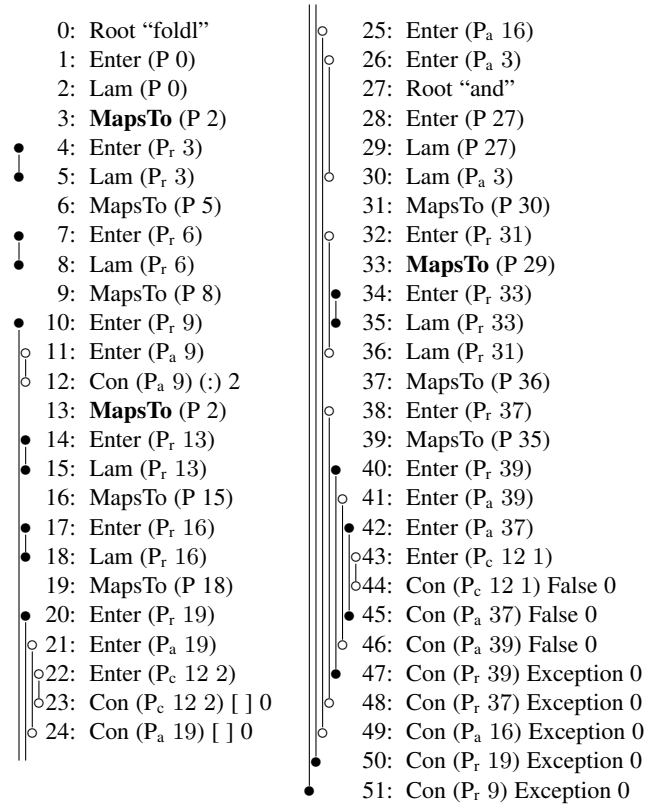 0: Root “foldl”
1: Enter (P 0)
2: Lam (P 0)
3: MapsTo (P 2)
4: Enter (Pr 3)
5: Lam (Pr 3)
6: MapsTo (P 5)
7: Enter (Pr 6)
8: Lam (Pr 6)
9: MapsTo (P 8)
10: Enter (Pr 9)
11: Enter (Pa 9)
12: Con (Pa 9) (:) 2
13: MapsTo (P 2)
14: Enter (Pr 13)
15: Lam (Pr 13)
16: MapsTo (P 15)
17: Enter (Pr 16)
18: Lam (Pr 16)
19: MapsTo (P 18)
20: Enter (Pr 19)
21: Enter (Pa 19)
22: Enter (Pc 12 2)
23: Con (Pc 12 2) [ ] 0
24: Con (Pa 19) [ ] 0
25: Enter (Pa 16)
26: Enter (Pa 3)
27: Root “and”
28: Enter (P 27)
29: Lam (P 27)
30: Lam (Pa 3)
31: MapsTo (P 30)
32: Enter (Pr 31)
33: MapsTo (P 29)
34: Enter (Pr 33)
35: Lam (Pr 33)
36: Lam (Pr 31)
37: MapsTo (P 36)
38: Enter (Pr 37)
39: MapsTo (P 35)
40: Enter (Pr 39)
41: Enter (Pa 39)
42: Enter (Pa 37)
43: Enter (Pc 12 1)
44: Con (Pc 12 1) False 0
45: Con (Pa 37) False 0
46: Con (Pa 39) False 0
47: Con (Pr 39) Exception 0
48: Con (Pr 37) Exception 0
49: Con (Pa 16) Exception 0
50: Con (Pr 19) Exception 0
51: Con (Pr 9) Exception 0